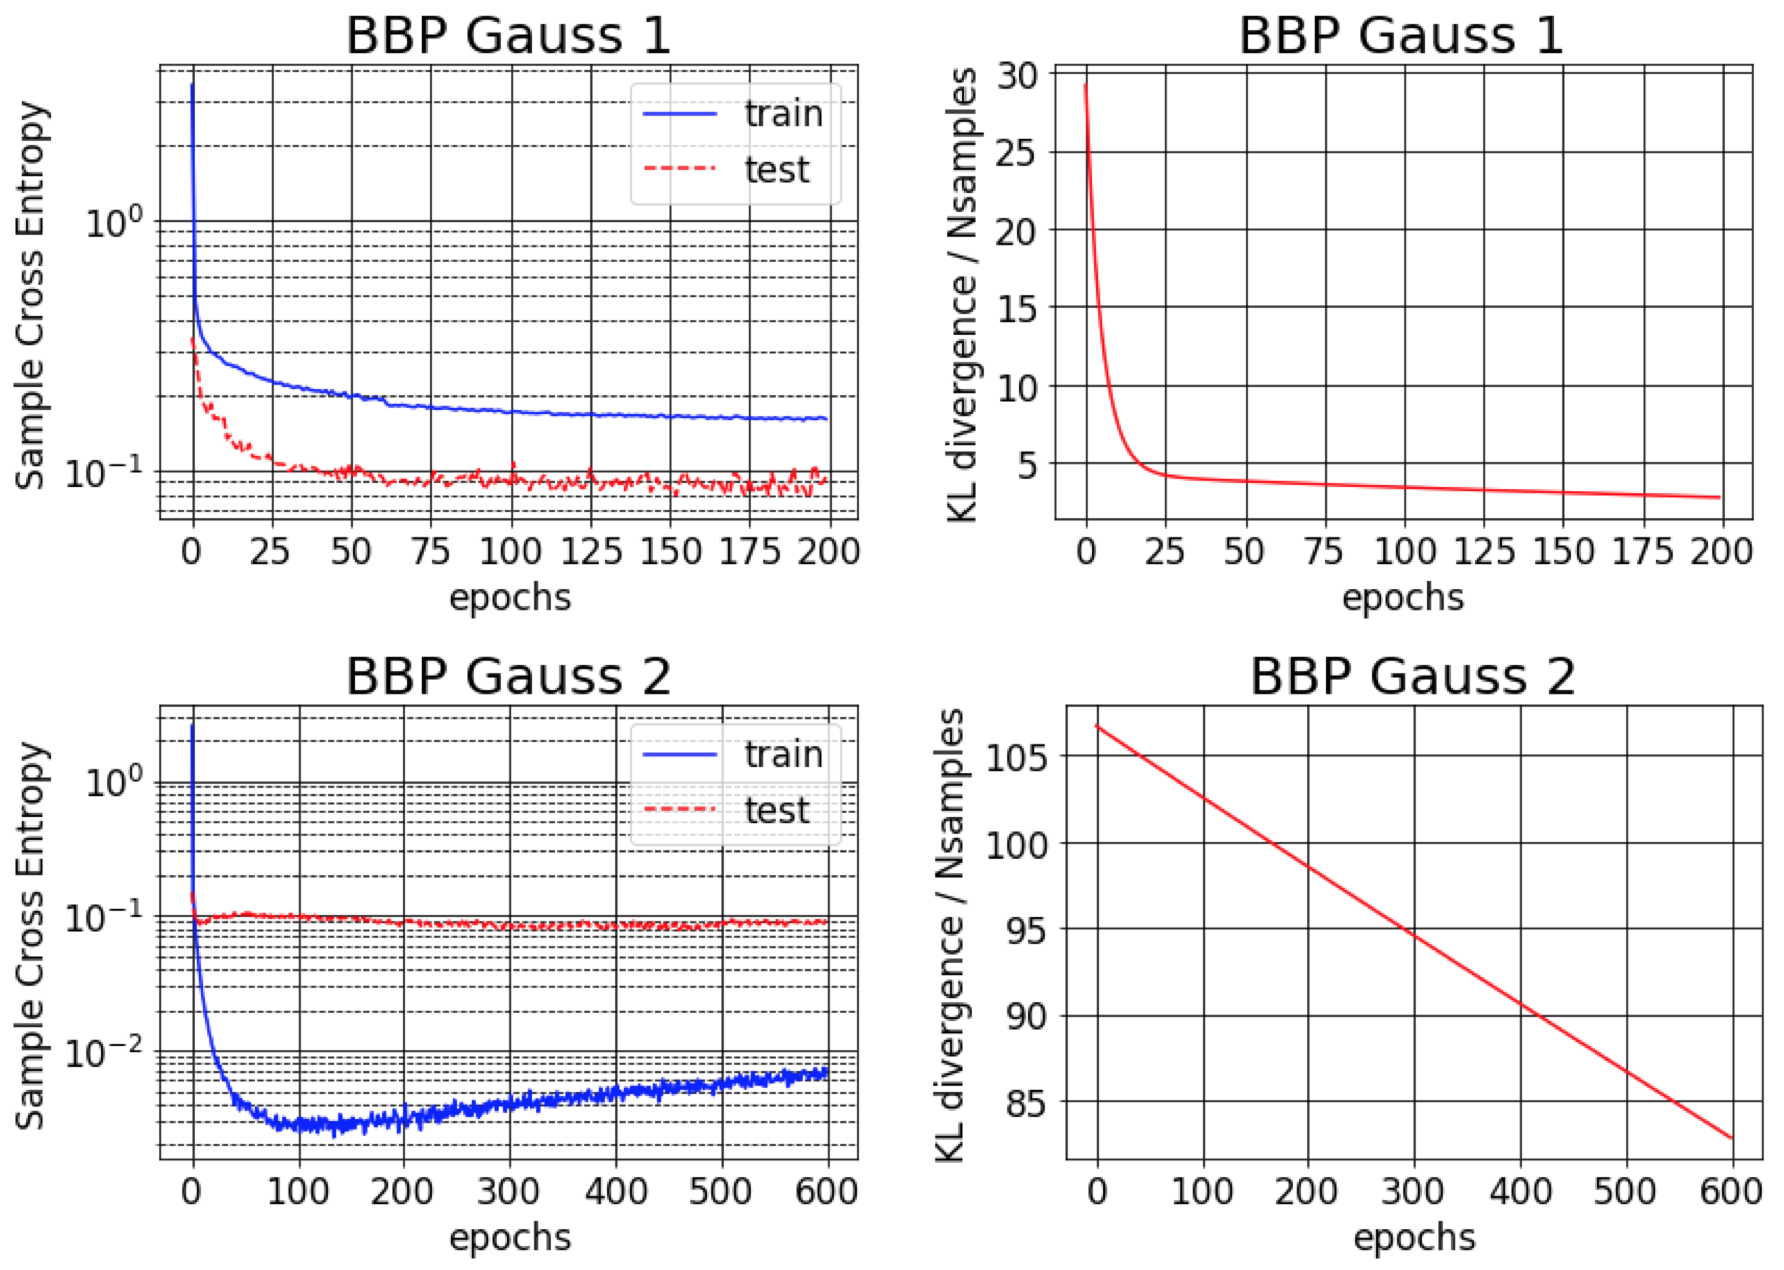 BBP Gauss 1
Sample Cross Entropy
10⁰
10⁻¹
train
test
0 25 50 75 100 125 150 175 200
epochs
BBP Gauss 1
KL divergence / Nsamples
30
25
20
15
10
5
0 25 50 75 100 125 150 175 200
epochs
BBP Gauss 2
Sample Cross Entropy
10⁰
10⁻¹
10⁻²
train
test
0 100 200 300 400 500 600
epochs
BBP Gauss 2
KL divergence / Nsamples
105
100
95
90
85
0 100 200 300 400 500 600
epochs